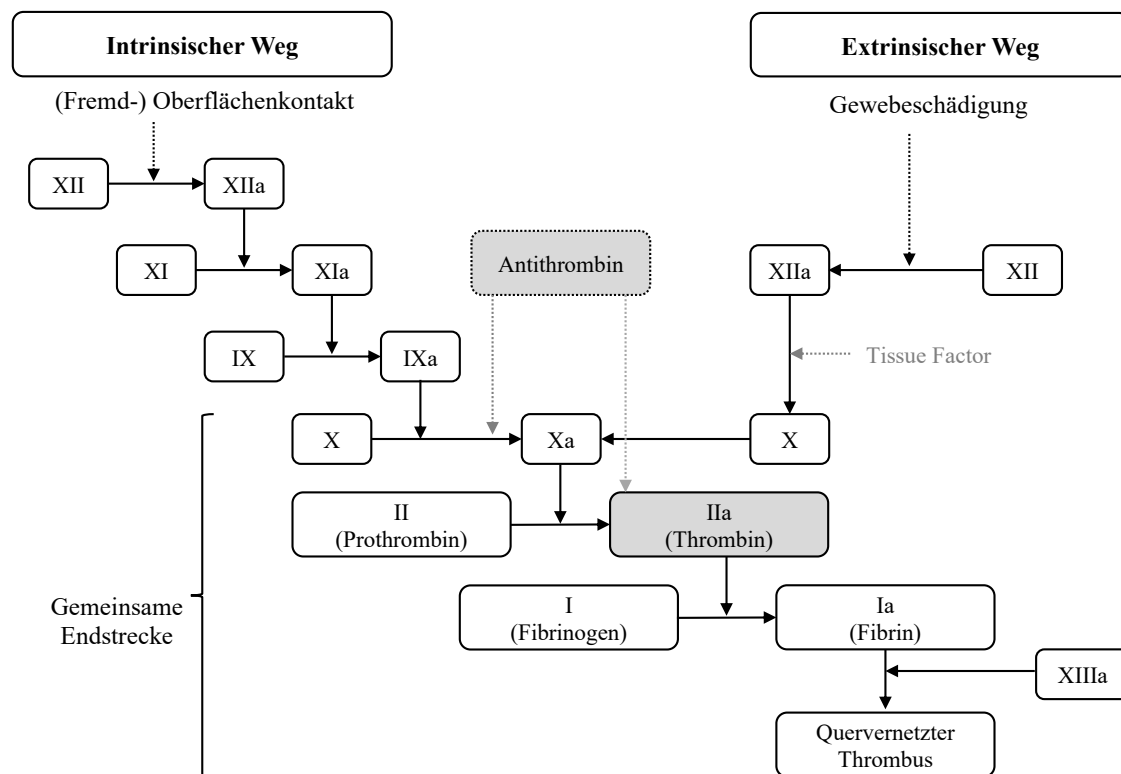 Intrinsischer Weg
Extrinsischer Weg
(Fremd-) Oberflächenkontakt
Gewebeschädigung
XII
XIIa
XI
XIa
Antithrombin
XIIa
XII
IX
IXa
Tissue Factor
X
Xa
X
II
(Prothrombin)
IIa
(Thrombin)
Gemeinsame
Endstrecke
I
(Fibrinogen)
Ia
(Fibrin)
XIIIa
Quervernetzter
Thrombus